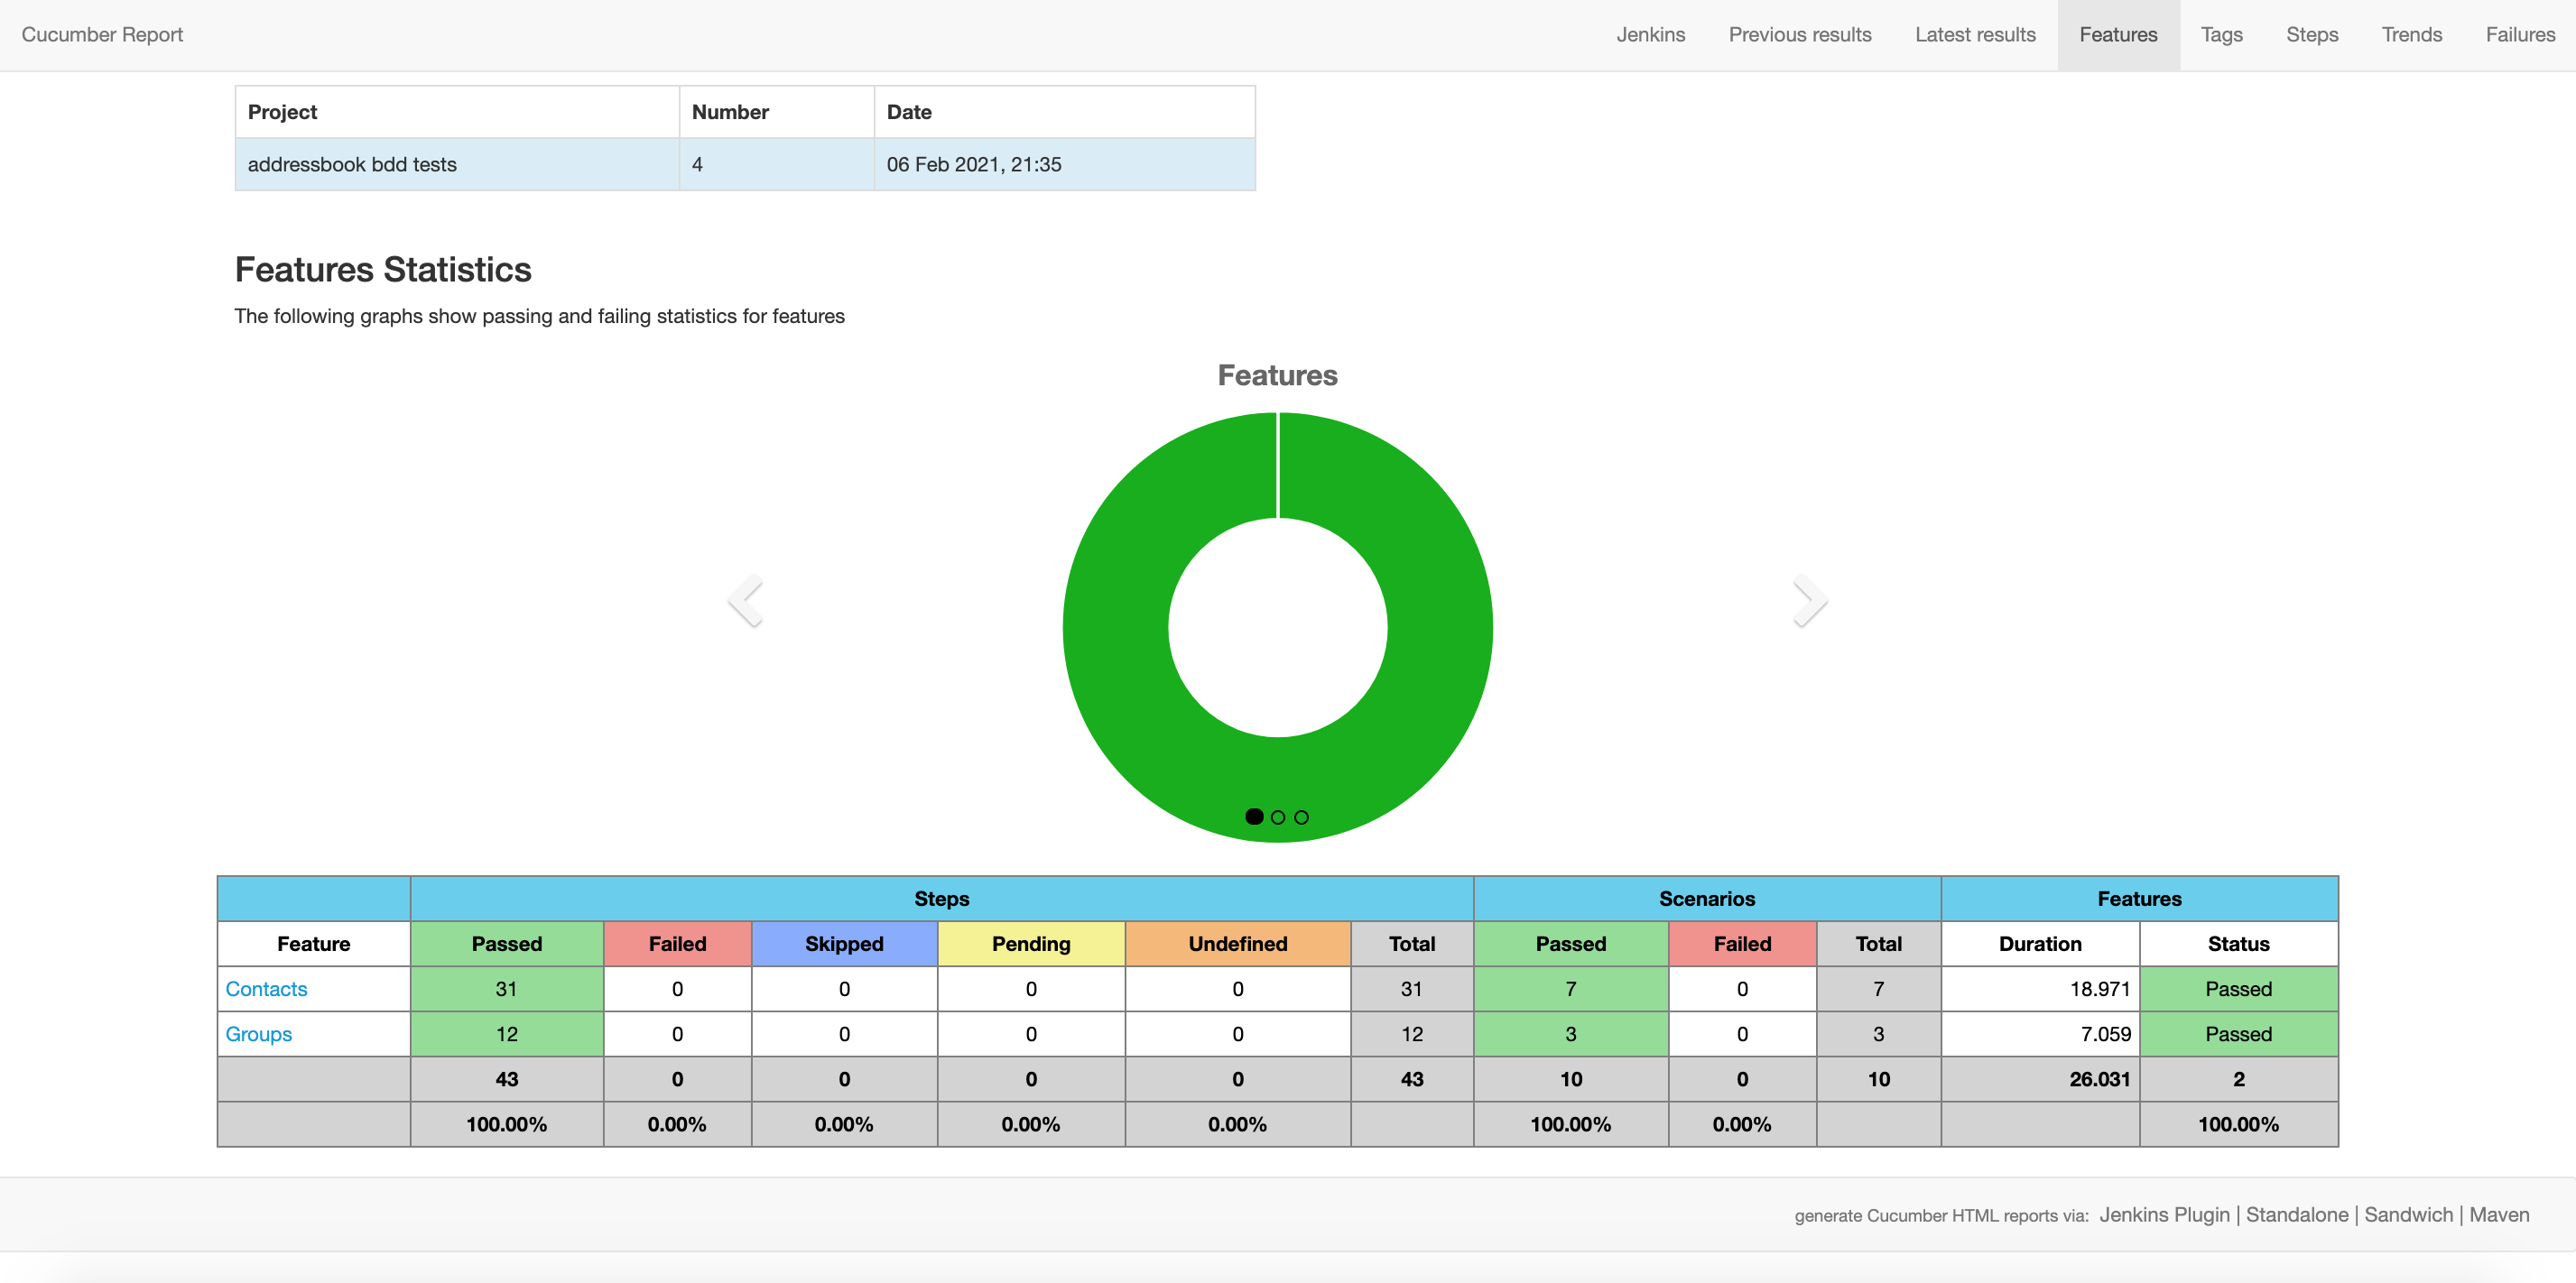 Cucumber Report Jenkins Previous results Latest results Features Tags Steps Trends Failures
Project Number Date
addressbook bdd tests 4 06 Feb 2021, 21:35
Features Statistics
The following graphs show passing and failing statistics for features
Features
Steps Scenarios Features
Feature Passed Failed Skipped Pending Undefined Total Passed Failed Total Duration Status
Contacts 31 0 0 0 0 31 7 0 7 18.971 Passed
Groups 12 0 0 0 0 12 3 0 3 7.059 Passed
43 0 0 0 0 43 10 0 10 26.031 2
100.00% 0.00% 0.00% 0.00% 0.00% 100.00% 0.00% 100.00%
generate Cucumber HTML reports via: Jenkins Plugin | Standalone | Sandwich | Maven